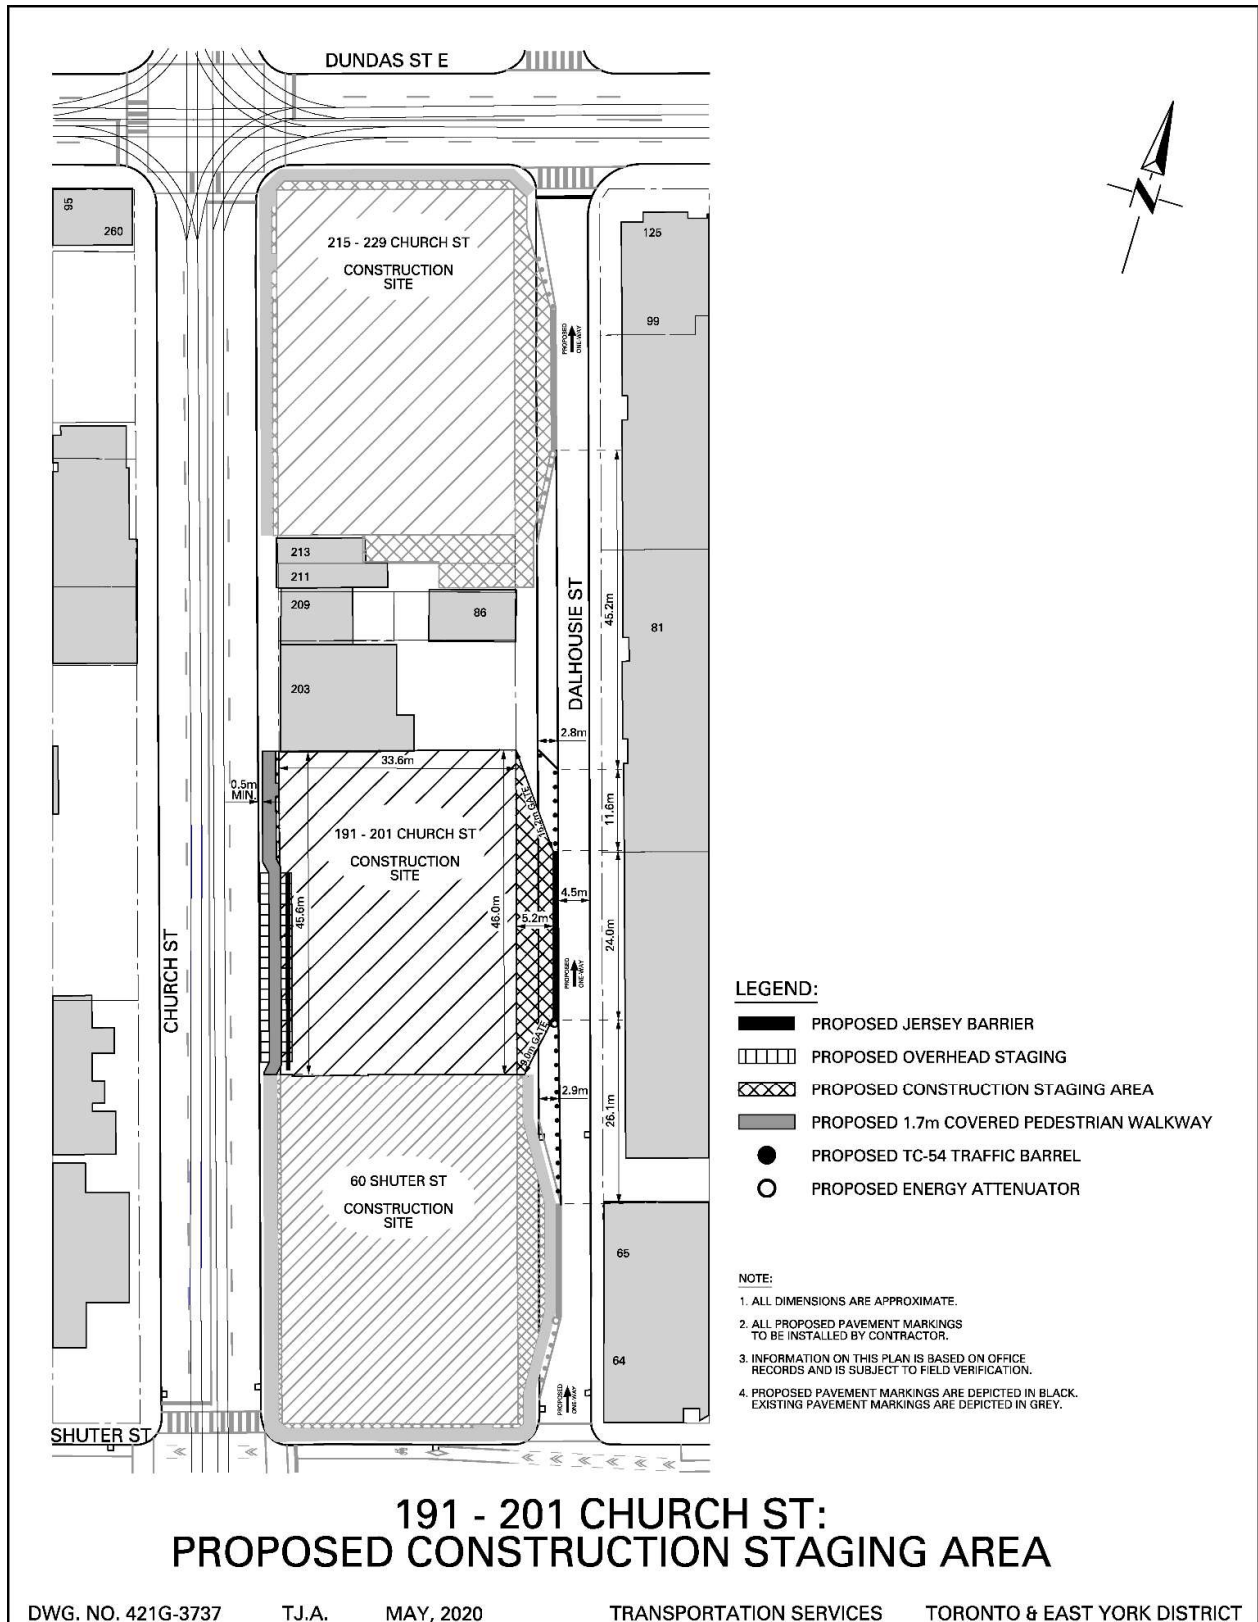 DUNDAS ST E
95
260
215 - 229 CHURCH ST
CONSTRUCTION
SITE
125
99
PROPOSED
ONE-WAY
N
213
211
209
86
203
DALHOUSIE ST
45.2m
81
2.8m
33.6m
0.5m
MIN.
16.2m GATE
11.6m
191 - 201 CHURCH ST
CONSTRUCTION
SITE
45.6m
46.0m
4.5m
5.2m
24.0m
CHURCH ST
PROPOSED
ONE-WAY
9.0m GATE
2.9m
26.1m
60 SHUTER ST
CONSTRUCTION
SITE
65
64
PROPOSED
ONE-WAY
SHUTER ST
LEGEND:
PROPOSED JERSEY BARRIER
PROPOSED OVERHEAD STAGING
PROPOSED CONSTRUCTION STAGING AREA
PROPOSED 1.7m COVERED PEDESTRIAN WALKWAY
PROPOSED TC-54 TRAFFIC BARREL
PROPOSED ENERGY ATTENUATOR
NOTE:
1. ALL DIMENSIONS ARE APPROXIMATE.
2. ALL PROPOSED PAVEMENT MARKINGS
TO BE INSTALLED BY CONTRACTOR.
3. INFORMATION ON THIS PLAN IS BASED ON OFFICE
RECORDS AND IS SUBJECT TO FIELD VERIFICATION.
4. PROPOSED PAVEMENT MARKINGS ARE DEPICTED IN BLACK.
EXISTING PAVEMENT MARKINGS ARE DEPICTED IN GREY.
191 - 201 CHURCH ST:
PROPOSED CONSTRUCTION STAGING AREA
DWG. NO. 421G-3737 T.J.A. MAY, 2020 TRANSPORTATION SERVICES TORONTO & EAST YORK DISTRICT